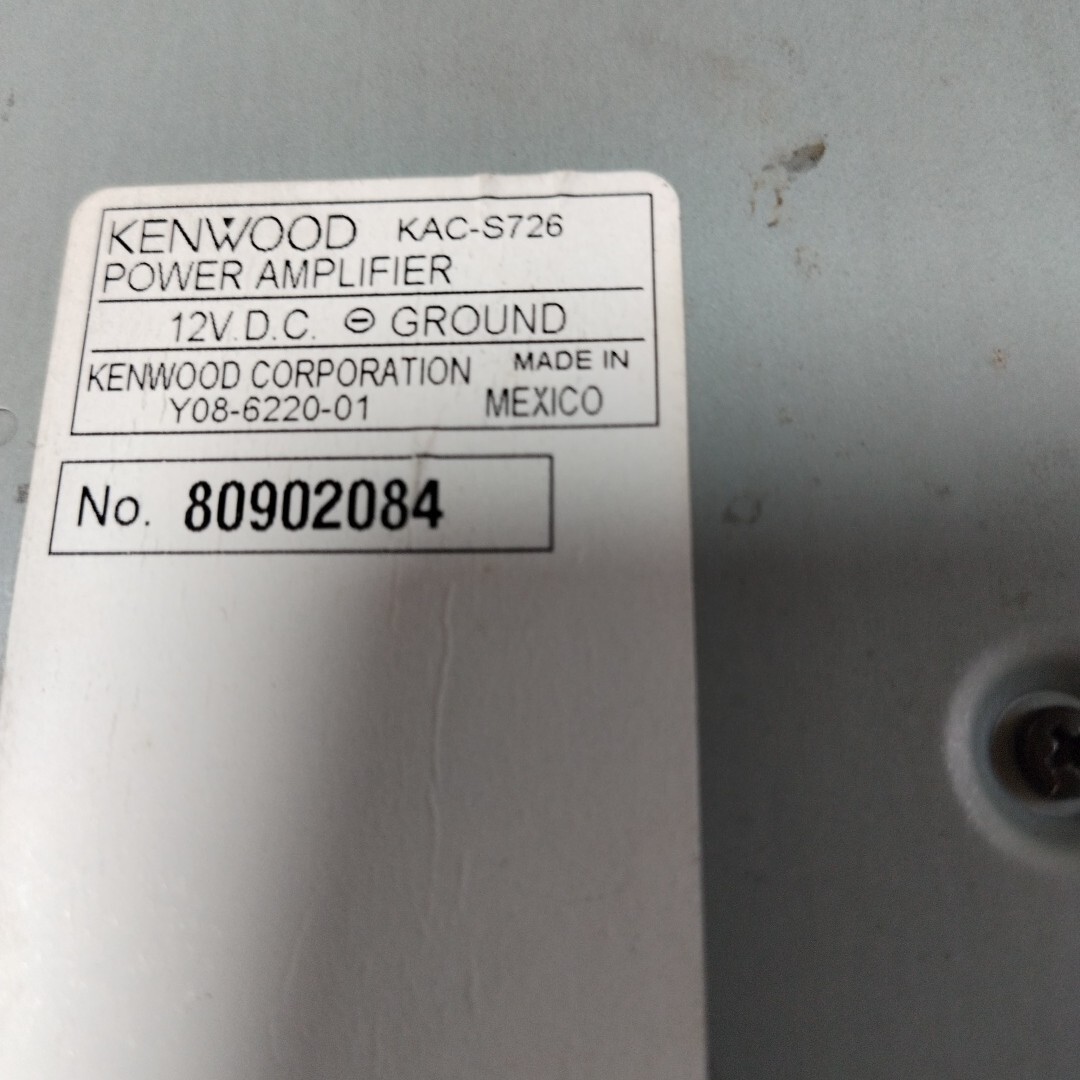 KENWOOD KAC-S726
POWER AMPLIFIER
12V.D.C. ⊖ GROUND
KENWOOD CORPORATION MADE IN
Y08-6220-01 MEXICO
No. 80902084